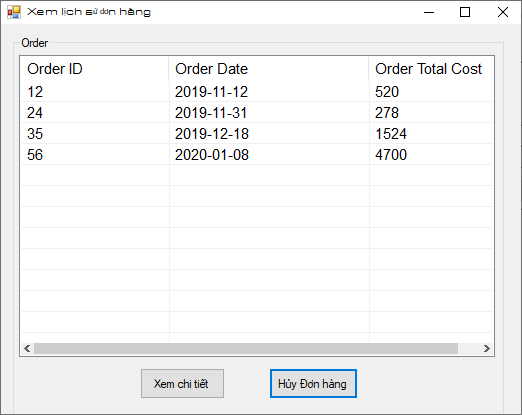 Xem lịch sử đơn hàng
Order
Order ID Order Date Order Total Cost
12 2019-11-12 520
24 2019-11-31 278
35 2019-12-18 1524
56 2020-01-08 4700
Xem chi tiết Hủy Đơn hàng